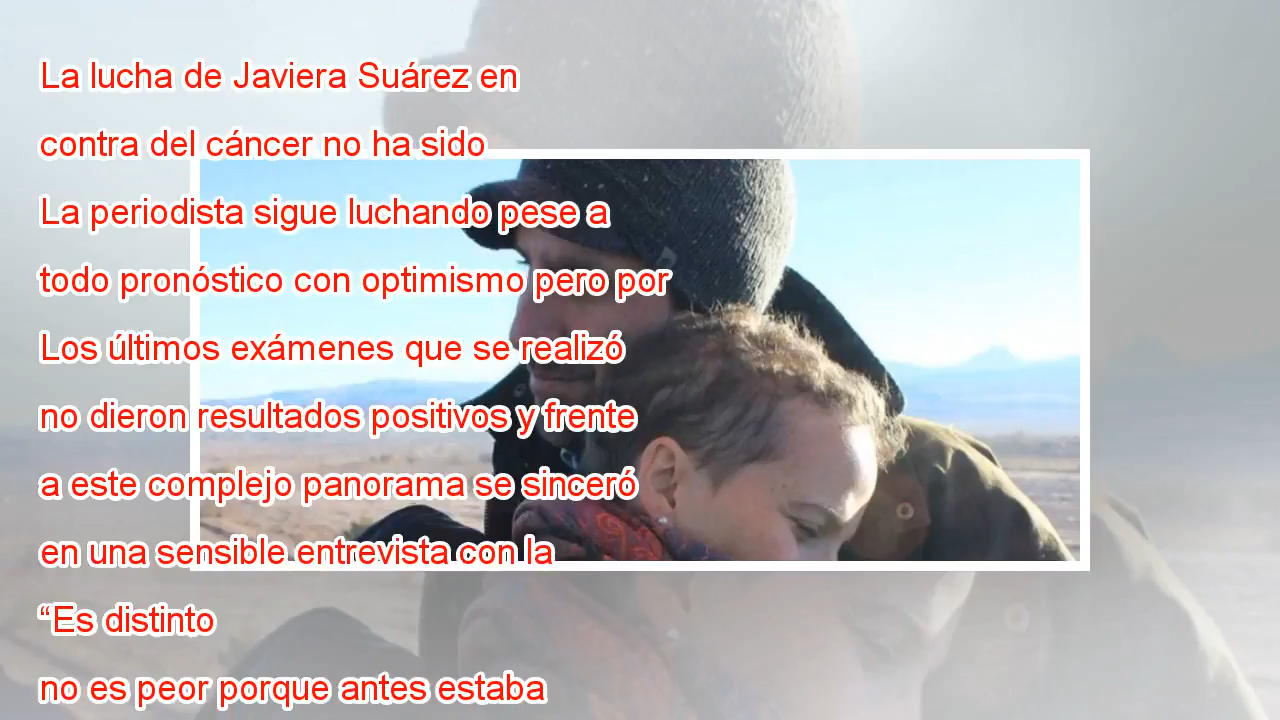 La lucha de Javiera Suárez en
contra del cáncer no ha sido
La periodista sigue luchando pese a
todo pronóstico con optimismo pero por
Los últimos exámenes que se realizó
no dieron resultados positivos y frente
a este complejo panorama se sinceró
en una sensible entrevista con la
“Es distinto
no es peor porque antes estaba